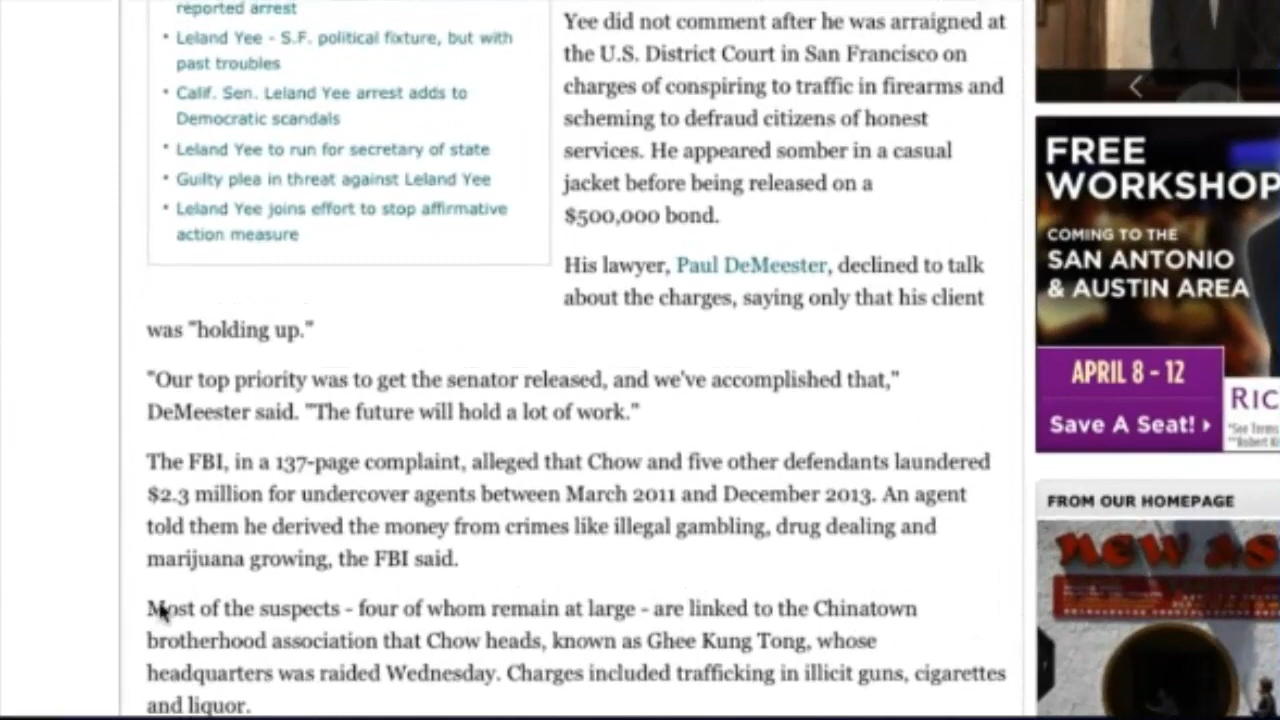 reported arrest
Leland Yee - S.F. political fixture, but with
past troubles
Calif. Sen. Leland Yee arrest adds to
Democratic scandals
Leland Yee to run for secretary of state
Guilty plea in threat against Leland Yee
Leland Yee joins effort to stop affirmative
action measure
Yee did not comment after he was arraigned at
the U.S. District Court in San Francisco on
charges of conspiring to traffic in firearms and
scheming to defraud citizens of honest
services. He appeared somber in a casual
jacket before being released on a
$500,000 bond.
His lawyer, Paul DeMeester, declined to talk
about the charges, saying only that his client
was "holding up."
"Our top priority was to get the senator released, and we've accomplished that,"
DeMeester said. "The future will hold a lot of work."
The FBI, in a 137-page complaint, alleged that Chow and five other defendants laundered
$2.3 million for undercover agents between March 2011 and December 2013. An agent
told them he derived the money from crimes like illegal gambling, drug dealing and
marijuana growing, the FBI said.
Most of the suspects - four of whom remain at large - are linked to the Chinatown
brotherhood association that Chow heads, known as Ghee Kung Tong, whose
headquarters was raided Wednesday. Charges included trafficking in illicit guns, cigarettes
and liquor.
FREE
WORKSHOP
COMING TO THE
SAN ANTONIO
& AUSTIN AREA
APRIL 8 - 12
Save A Seat!
RIC
*See Terms
**Robert Ki
FROM OUR HOMEPAGE
NEW AS